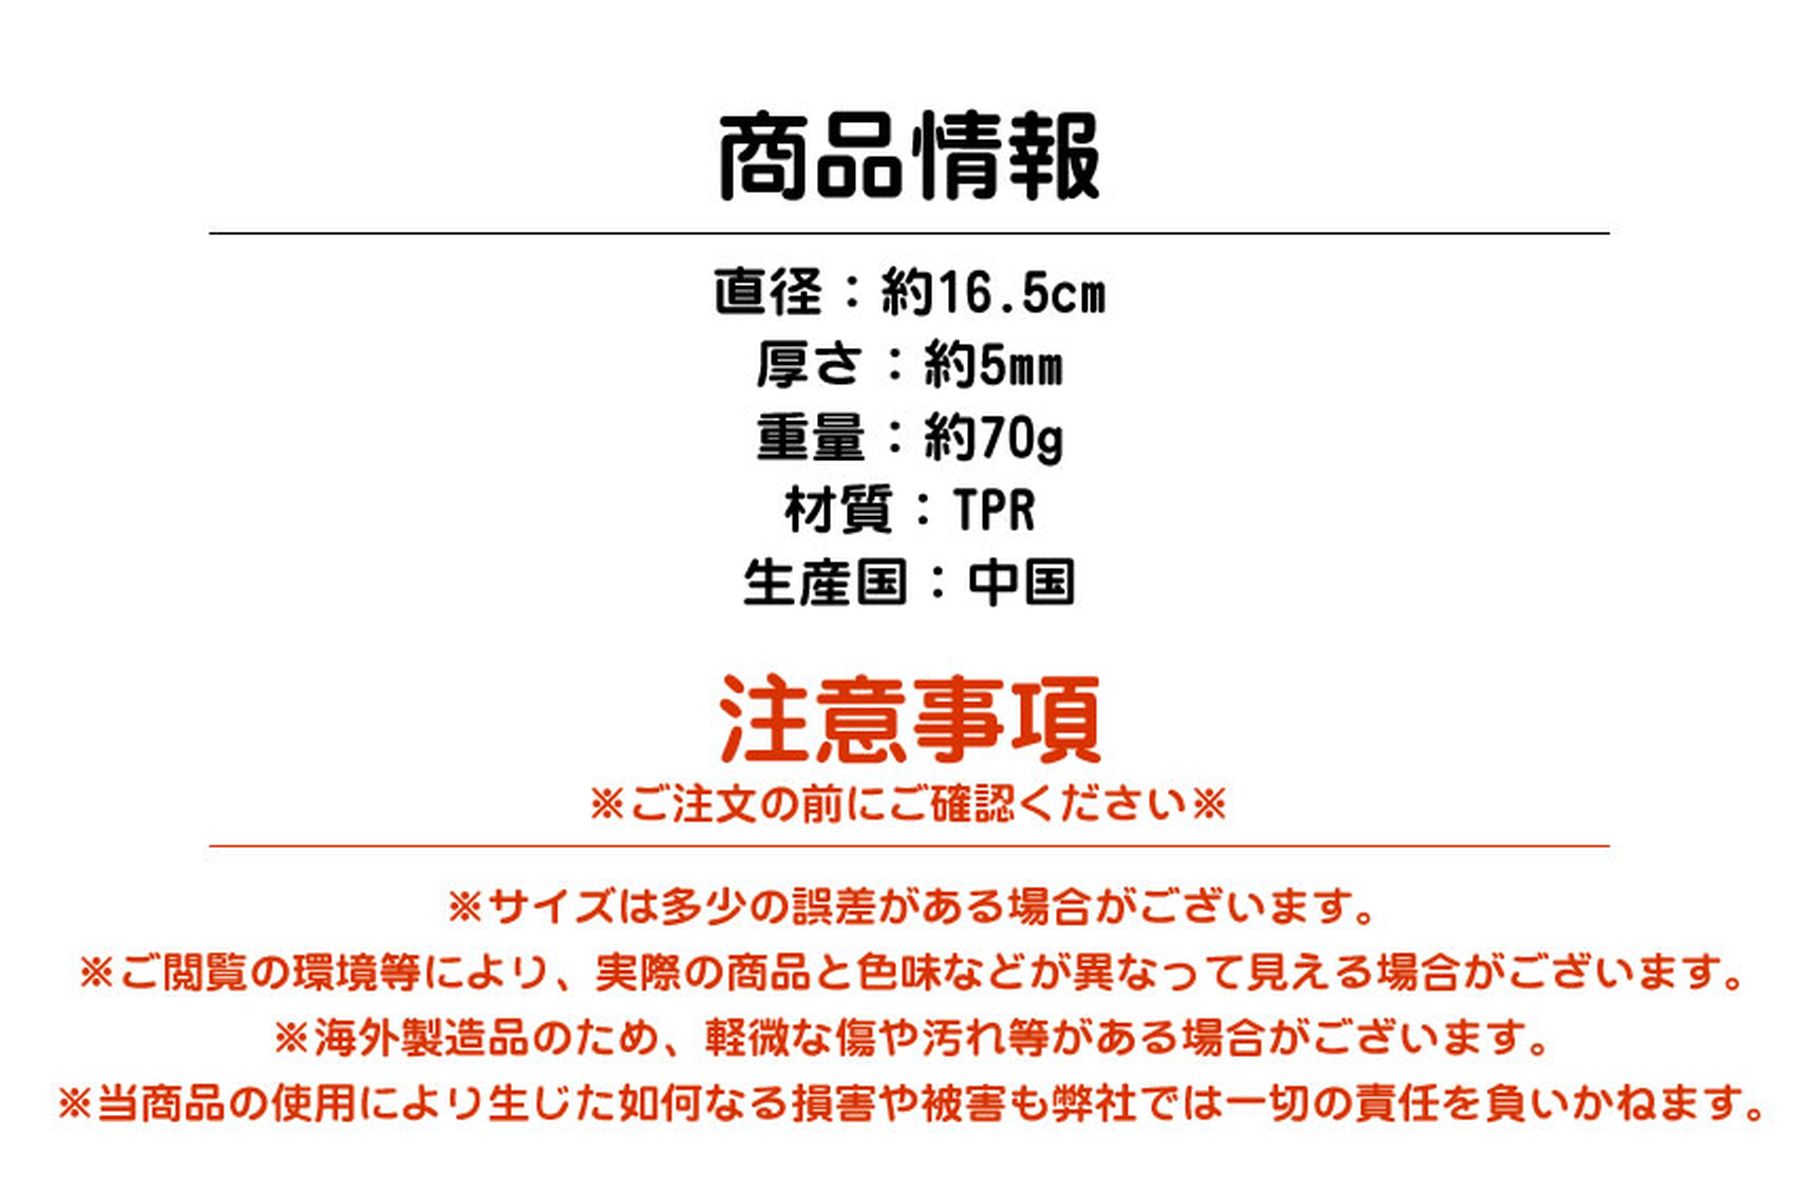 商品情報
直径：約16.5cm
厚さ：約5mm
重量：約70g
材質：TPR
生産国：中国
注意事項
※ご注文の前にご確認ください※
※サイズは多少の誤差がある場合がございます。
※ご閲覧の環境等により、実際の商品と色味などが異なって見える場合がございます。
※海外製造品のため、軽微な傷や汚れ等がある場合がございます。
※当商品の使用により生じた如何なる損害や被害も弊社では一切の責任を負いかねます。